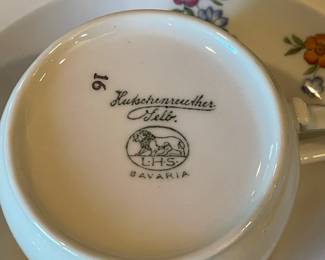 16
Hutschenreuther
Selb.
L.H.S.
BAVARIA